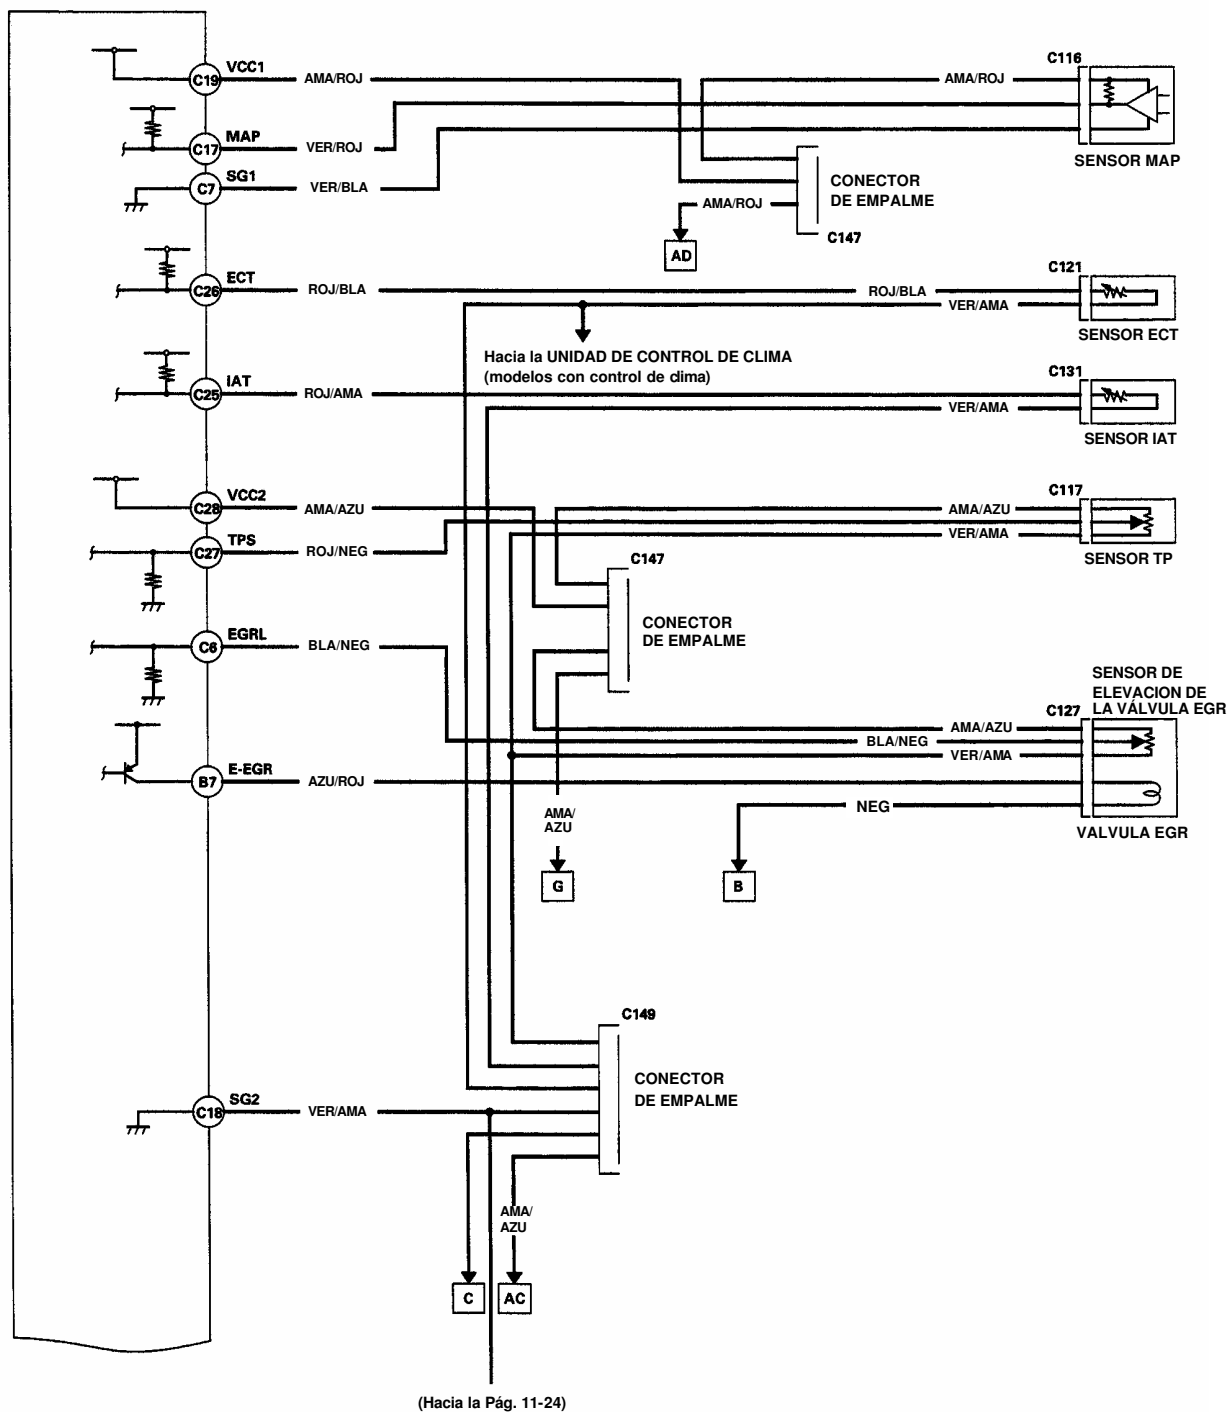 VCC1
C19
AMA/ROJ
AMA/ROJ
C116
MAP
C17
VER/ROJ
SENSOR MAP
SG1
C7
VER/BLA
CONECTOR
DE EMPALME
AMA/ROJ
C147
AD
ECT
C26
ROJ/BLA
ROJ/BLA
C121
VER/AMA
SENSOR ECT
Hacia la UNIDAD DE CONTROL DE CLIMA
(modelos con control de clima)
IAT
C25
ROJ/AMA
C131
VER/AMA
SENSOR IAT
VCC2
C28
AMA/AZU
AMA/AZU
C117
TPS
C27
ROJ/NEG
VER/AMA
SENSOR TP
C147
CONECTOR
DE EMPALME
EGRL
C6
BLA/NEG
SENSOR DE
ELEVACION DE
LA VÁLVULA EGR
C127
AMA/AZU
BLA/NEG
VER/AMA
E-EGR
B7
AZU/ROJ
NEG
VALVULA EGR
AMA/
AZU
G
B
C149
CONECTOR
DE EMPALME
SG2
C18
VER/AMA
AMA/
AZU
C
AC
(Hacia la Pág. 11-24)